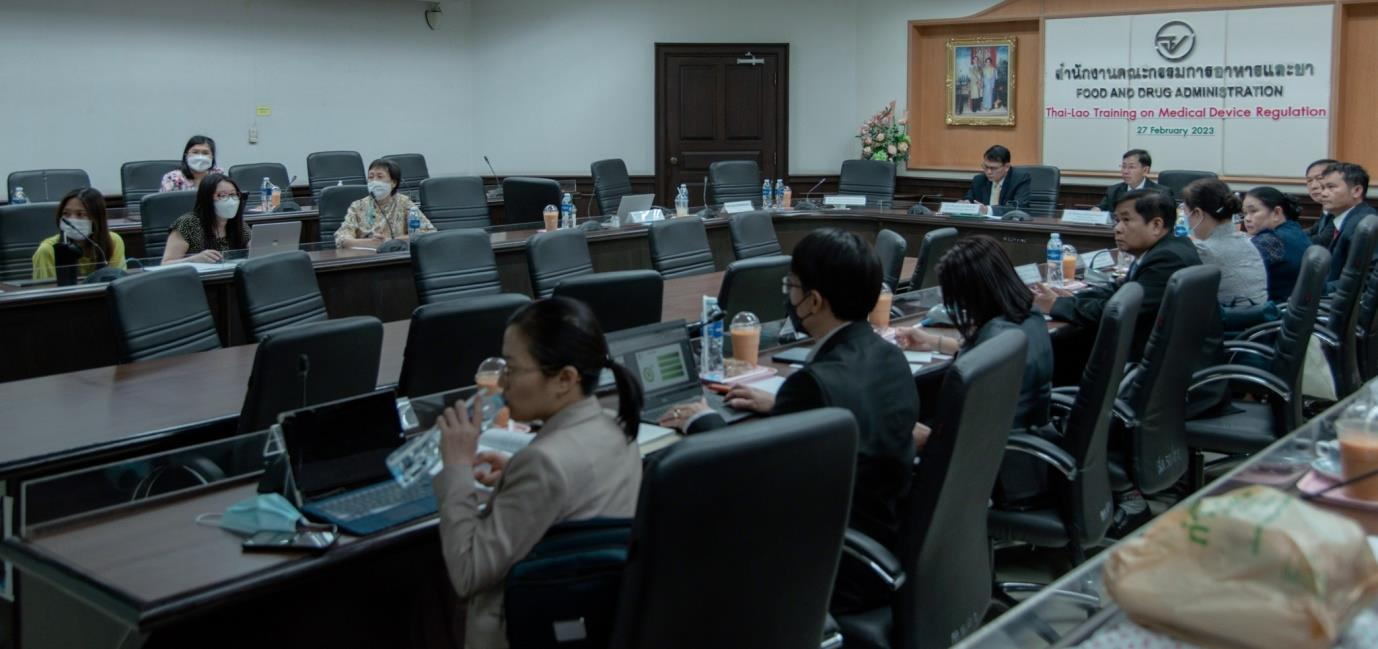 สำนักงานคณะกรรมการอาหารและยา
FOOD AND DRUG ADMINISTRATION
Thai-Lao Training on Medical Device Regulation
27 February 2023